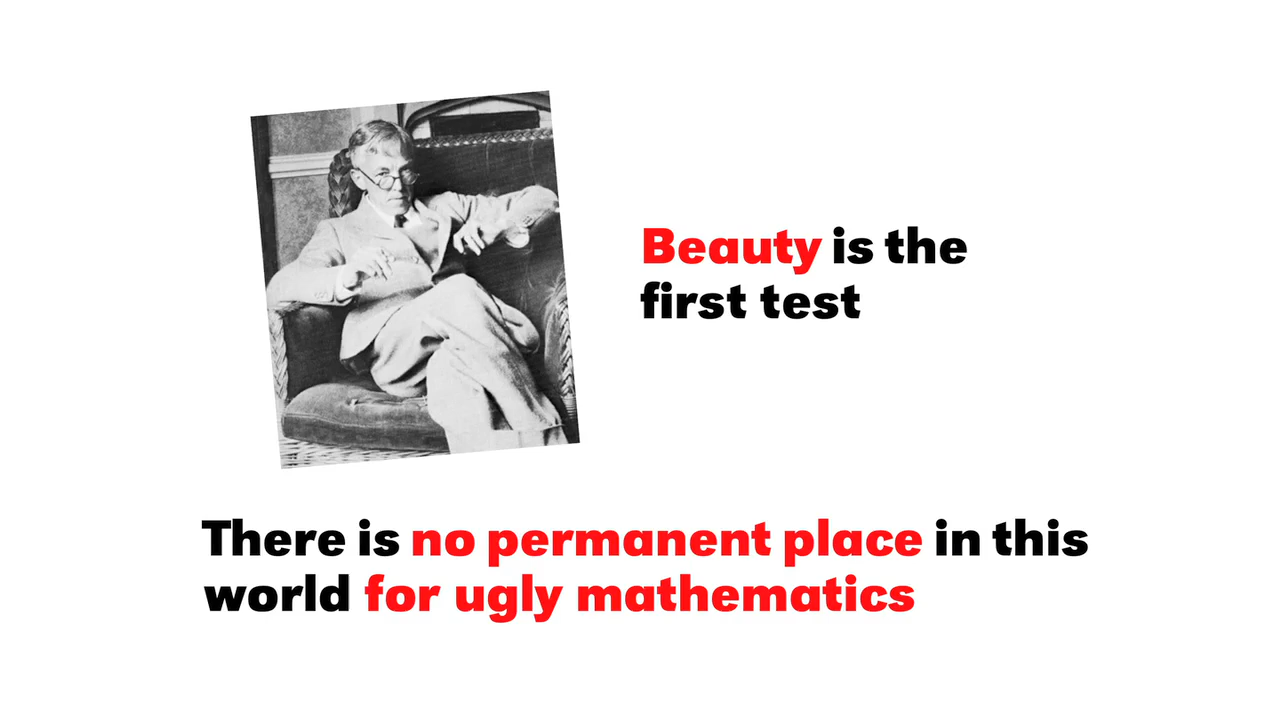 Beauty is the
first test
There is no permanent place in this
world for ugly mathematics